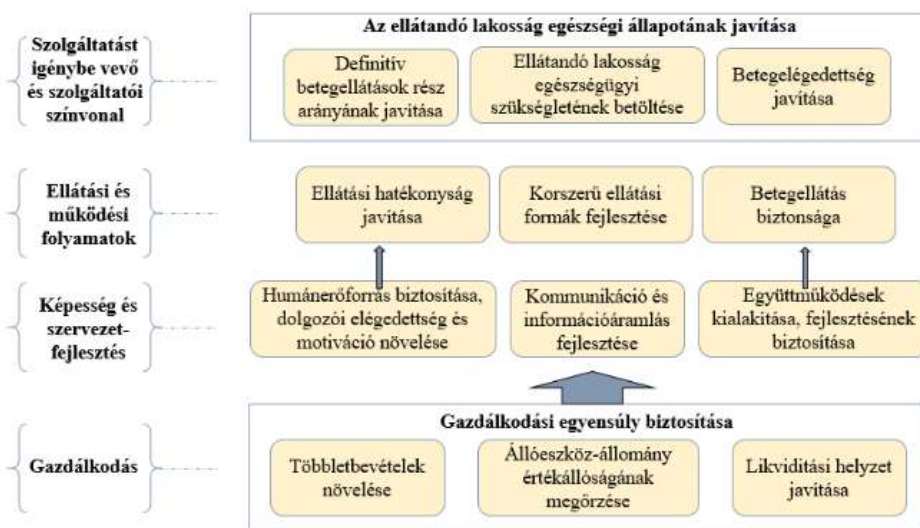 Szolgáltatást
igénybe vevő
és szolgáltatói
színvonal
Az ellátandó lakosság egészségi állapotának javítása
Definitív
betegellátások rész
arányának javítása
Ellátandó lakosság
egészségügyi
szükségletének betöltése
Betegelégedettség
javítása
Ellátási és
működési
folyamatok
Ellátási hatékonyság
javítása
Korszerű ellátási
formák fejlesztése
Betegellátás
biztonsága
Képesség és
szervezet-
fejlesztés
Humánerőforrás biztosítása,
dolgozói elégedettség és
motiváció növelése
Kommunikáció és
információáramlás
fejlesztése
Együttműködések
kialakítása, fejlesztésének
biztosítása
Gazdálkodás
Gazdálkodási egyensúly biztosítása
Többletbevételek
növelése
Állóeszköz-állomány
értékállóságának
megőrzése
Likviditási helyzet
javítása